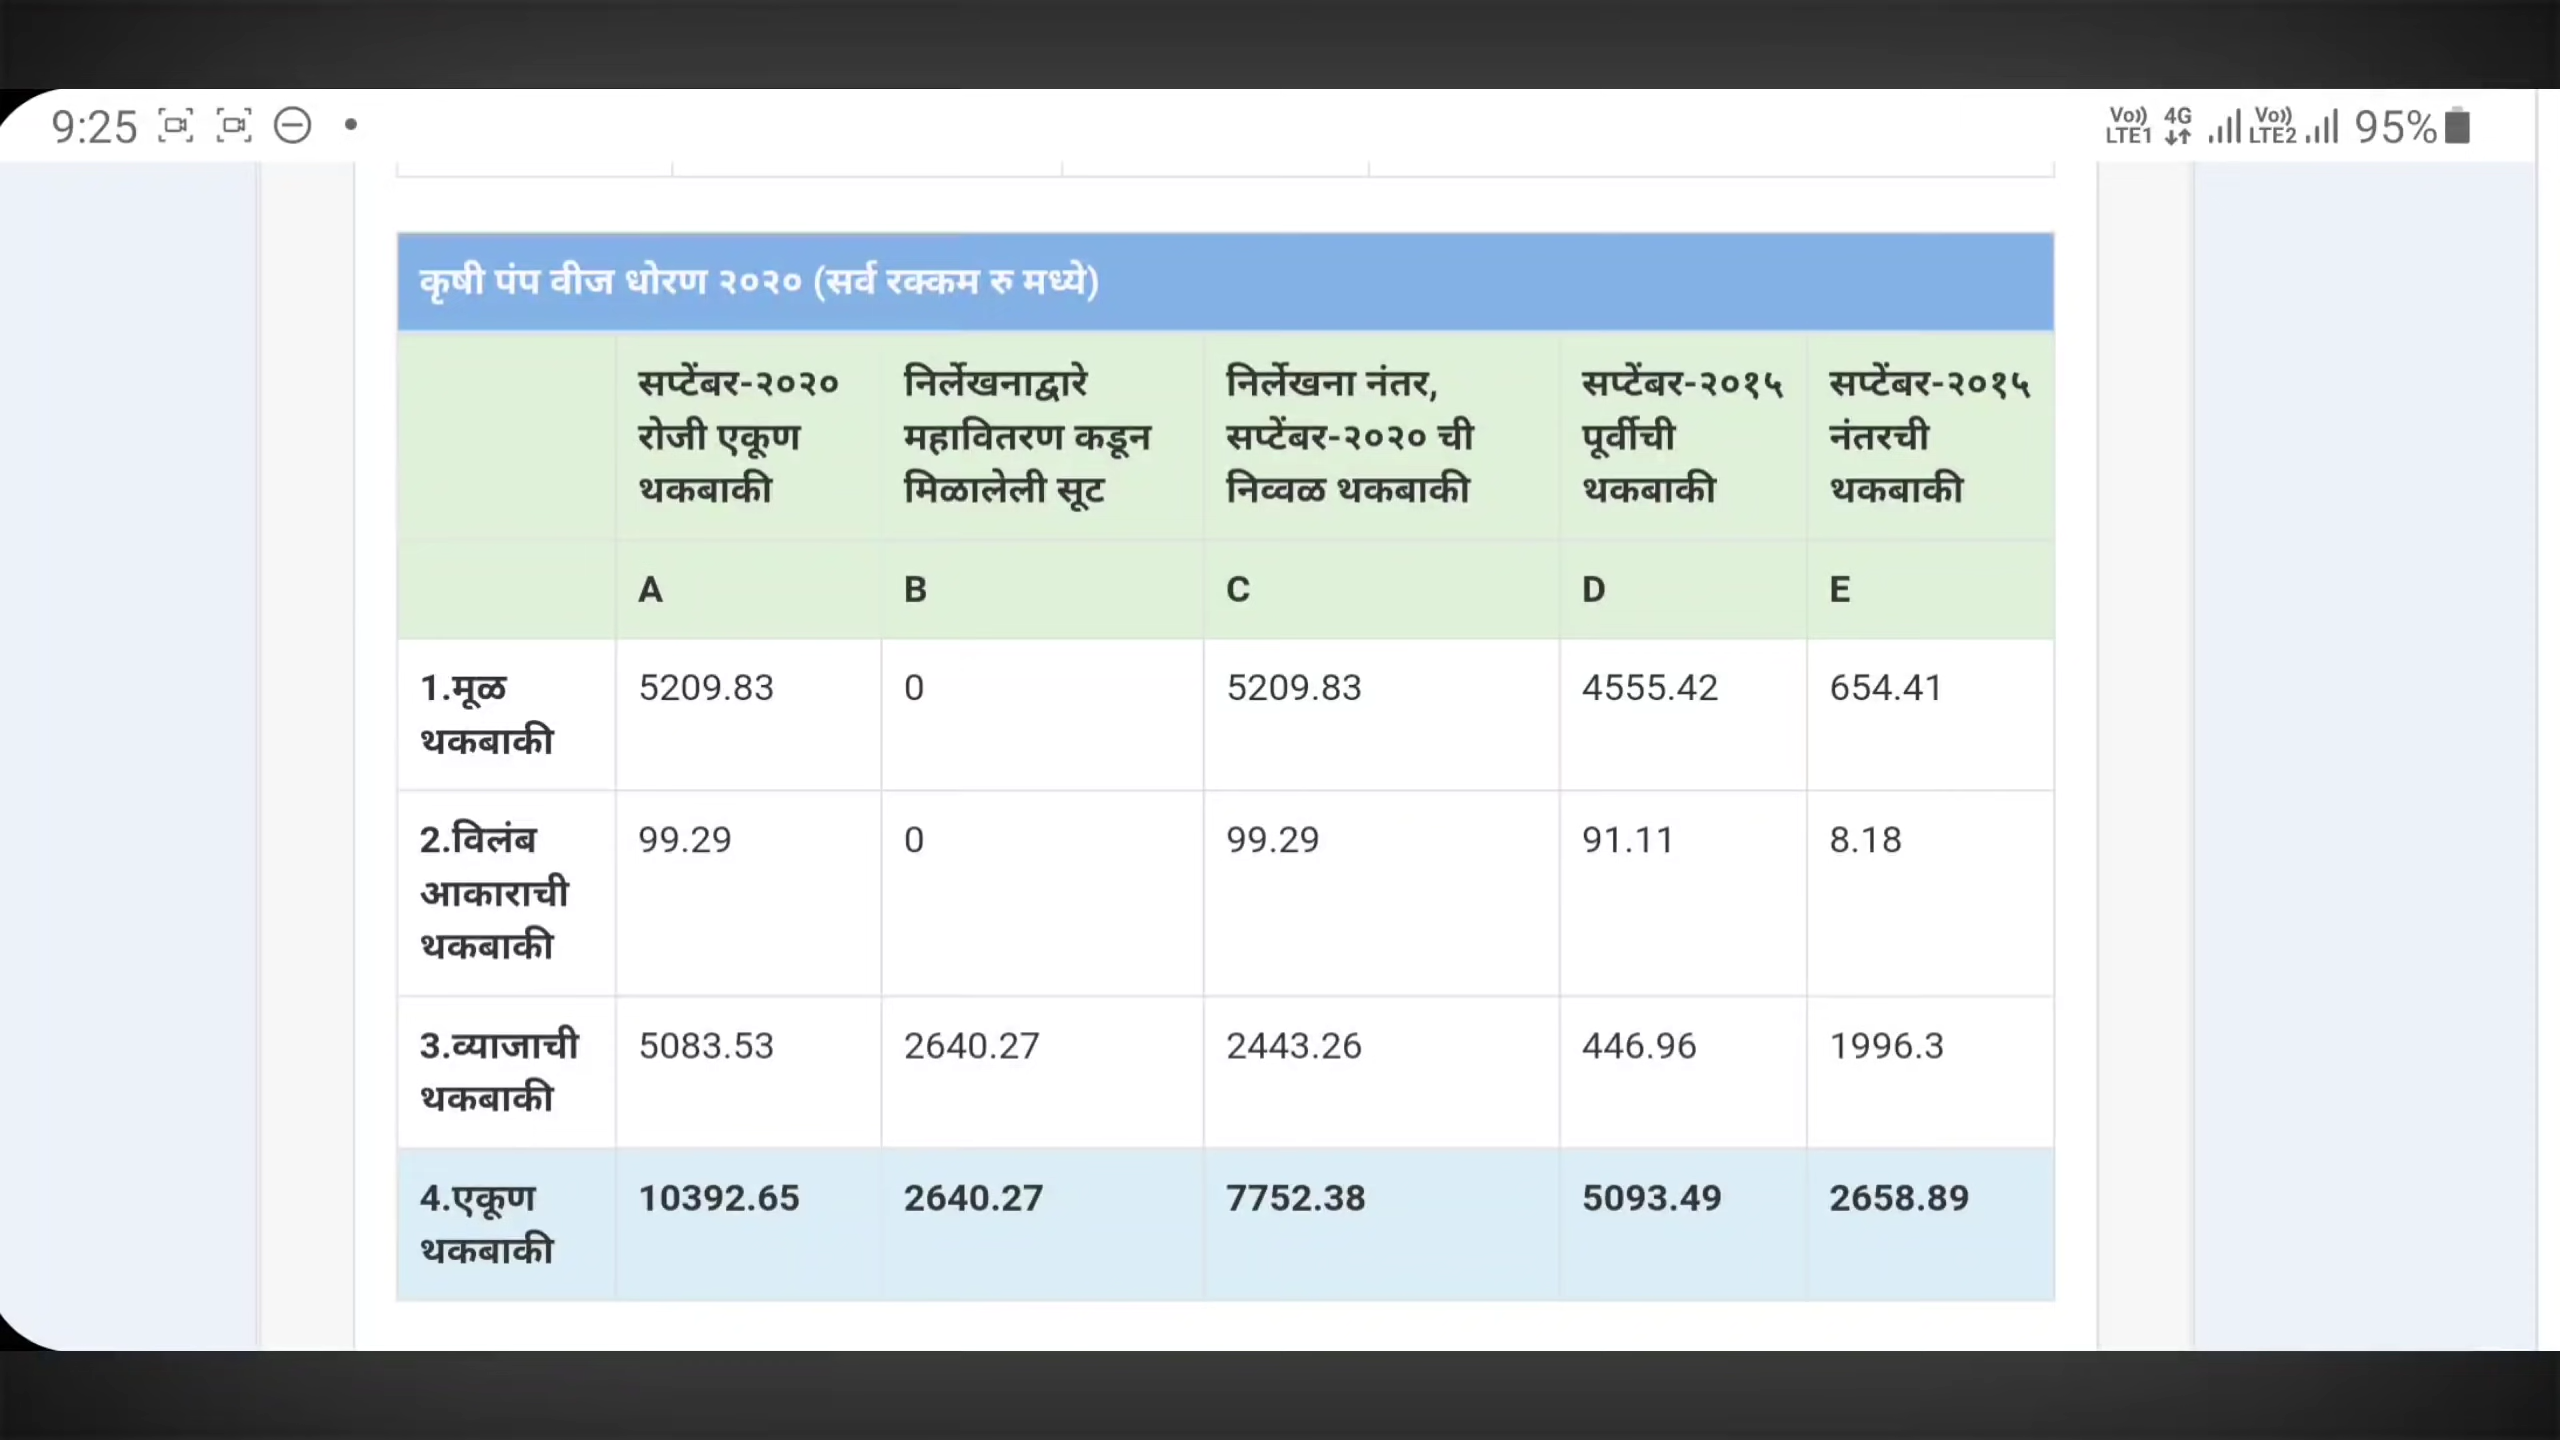 9:25
Vo)) LTE1 4G Vo)) LTE2 95%
कृषी पंप वीज धोरण २०२० (सर्व रक्कम रु मध्ये)
सप्टेंबर-२०२० रोजी एकूण थकबाकी
निर्लेखनाद्वारे महावितरण कडून मिळालेली सूट
निर्लेखना नंतर, सप्टेंबर-२०२० ची निव्वळ थकबाकी
सप्टेंबर-२०१५ पूर्वीची थकबाकी
सप्टेंबर-२०१५ नंतरची थकबाकी
A B C D E
1.मूळ थकबाकी 5209.83 0 5209.83 4555.42 654.41
2.विलंब आकाराची थकबाकी 99.29 0 99.29 91.11 8.18
3.व्याजाची थकबाकी 5083.53 2640.27 2443.26 446.96 1996.3
4.एकूण थकबाकी 10392.65 2640.27 7752.38 5093.49 2658.89